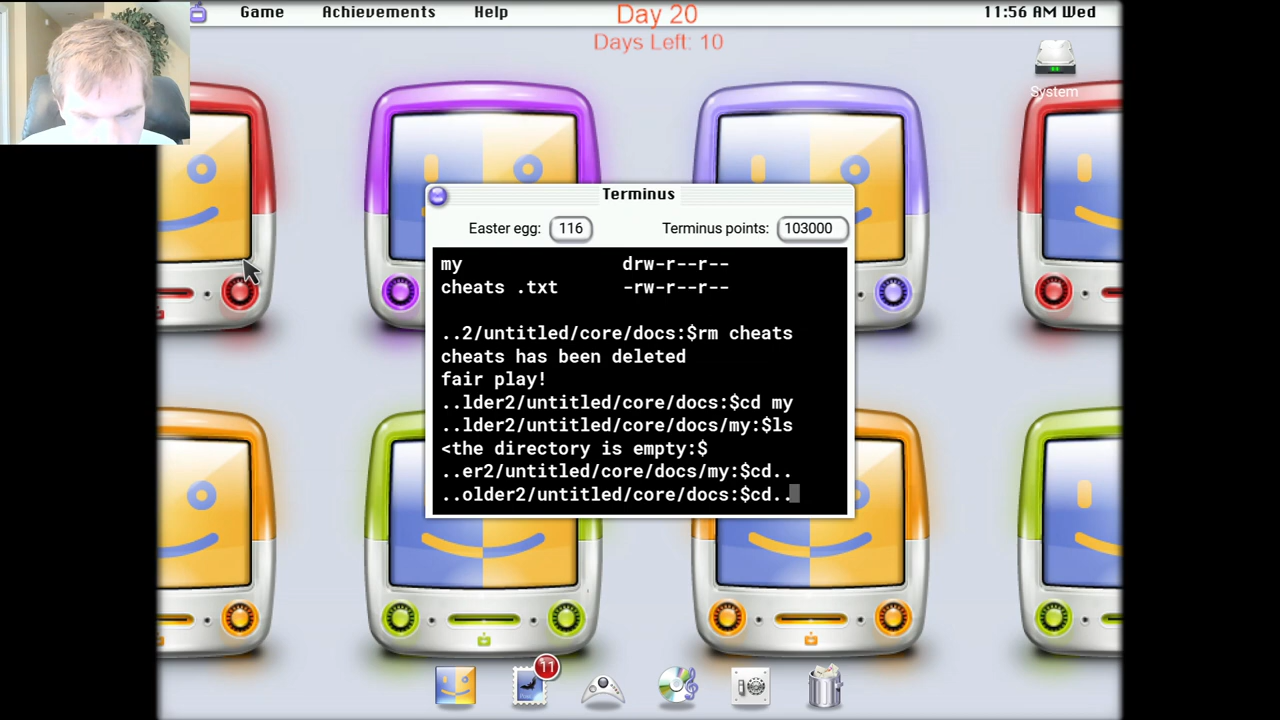 Game Achievements Help Day 20 11:56 AM Wed
Days Left: 10
System
Terminus
Easter egg: 116 Terminus points: 103000
my drw-r--r--
cheats .txt -rw-r--r--
..2/untitled/core/docs:$rm cheats
cheats has been deleted
fair play!
..lder2/untitled/core/docs:$cd my
..lder2/untitled/core/docs/my:$ls
<the directory is empty:$
..er2/untitled/core/docs/my:$cd..
..older2/untitled/core/docs:$cd..
11